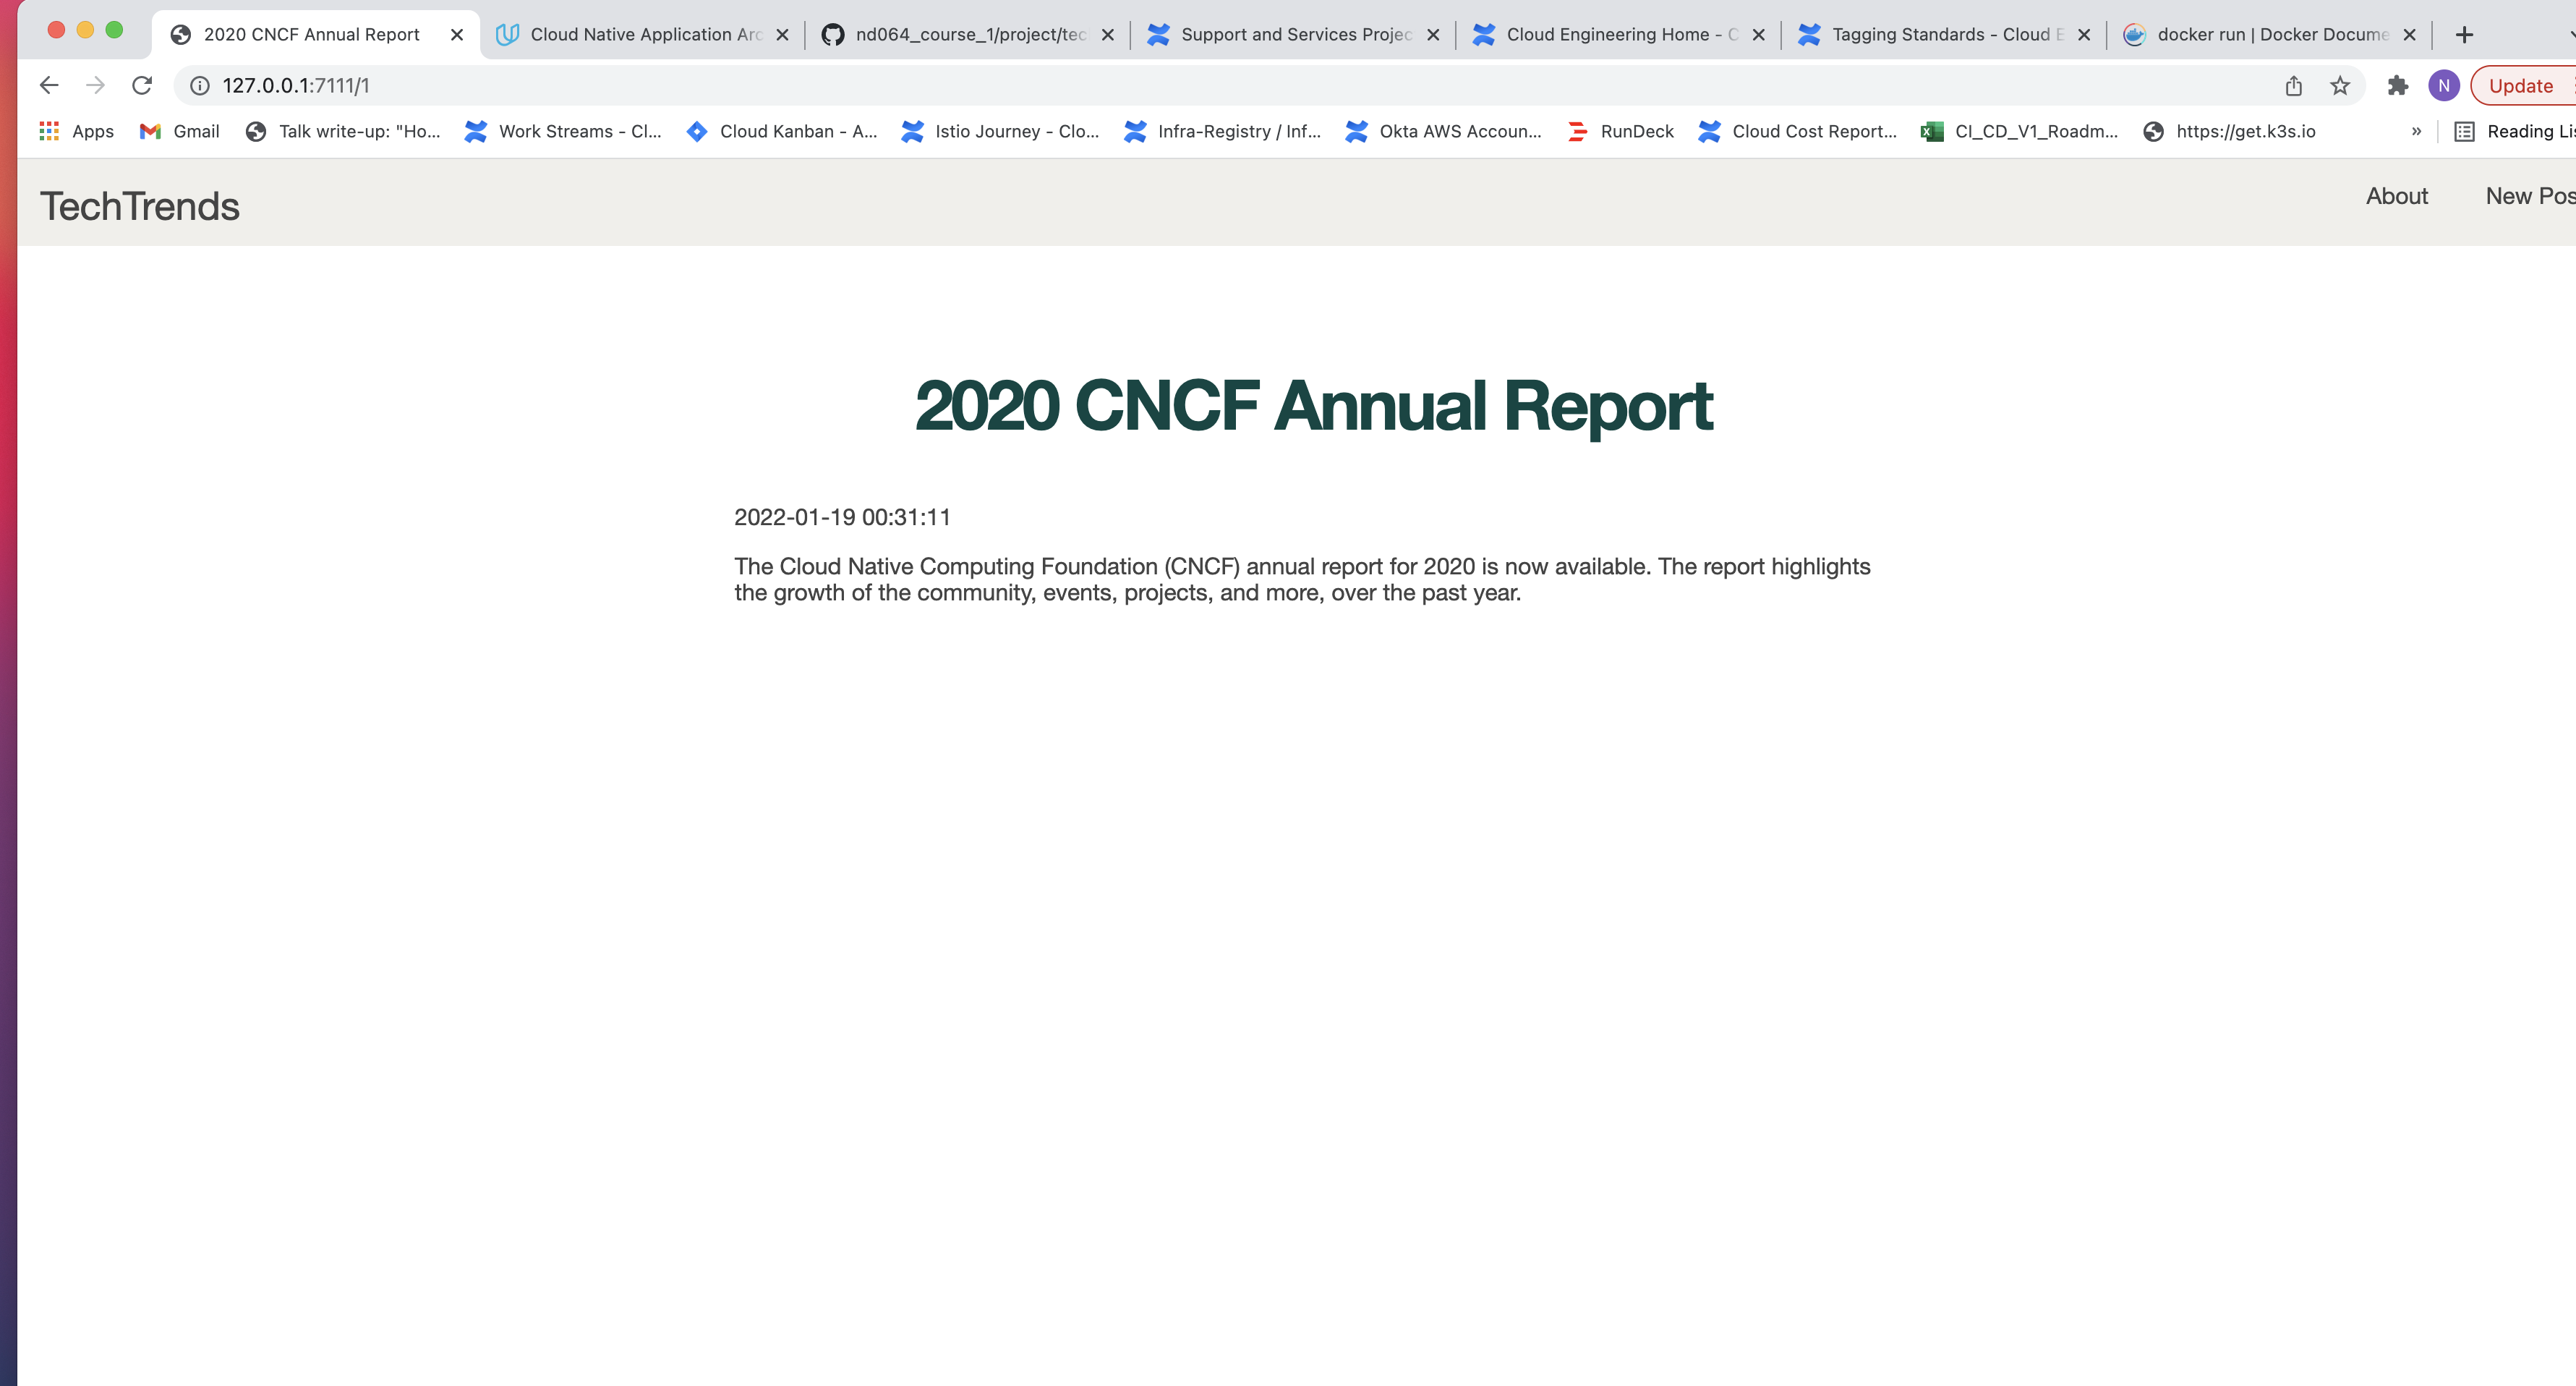 2020 CNCF Annual Report
Cloud Native Application Arc
nd064_course_1/project/tec
Support and Services Projec
Cloud Engineering Home - C
Tagging Standards - Cloud E
docker run | Docker Docume
127.0.0.1:7111/1
N
Update
Apps
Gmail
Talk write-up: "Ho...
Work Streams - Cl...
Cloud Kanban - A...
Istio Journey - Clo...
Infra-Registry / Inf...
Okta AWS Accoun...
RunDeck
Cloud Cost Report...
CI_CD_V1_Roadm...
https://get.k3s.io
»
Reading Lis
TechTrends
About
New Pos
2020 CNCF Annual Report
2022-01-19 00:31:11
The Cloud Native Computing Foundation (CNCF) annual report for 2020 is now available. The report highlights
the growth of the community, events, projects, and more, over the past year.